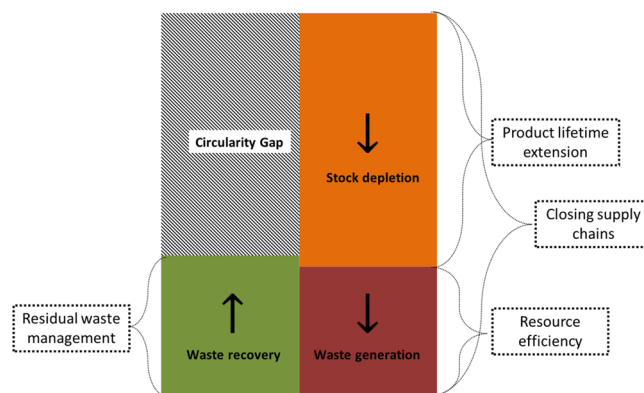 Circularity Gap
Stock depletion
Product lifetime
extension
Closing supply
chains
Residual waste
management
Resource
efficiency
Waste recovery
Waste generation